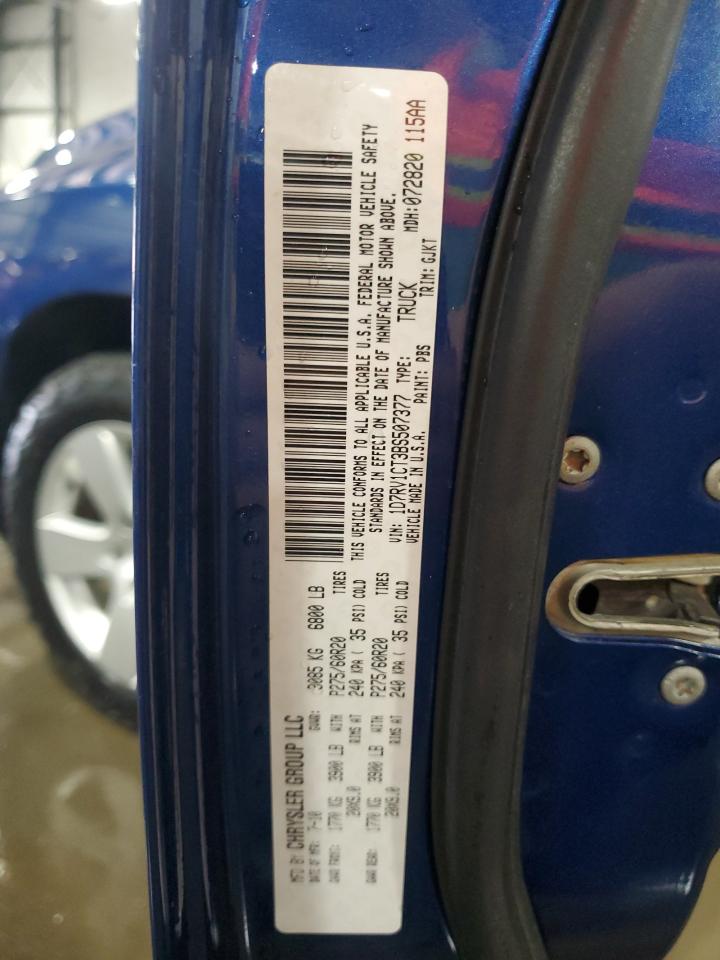 MFD BY: CHRYSLER GROUP LLC
DATE OF MFR: 7-10 GVWR: 3085 KG 6800 LB
GAWR FRONT: 1770 KG 3900 LB WITH P275/60R20 TIRES
20X9.0 RIMS AT 240 KPA ( 35 PSI) COLD
GAWR REAR: 1770 KG 3900 LB WITH P275/60R20 TIRES
20X9.0 RIMS AT 240 KPA ( 35 PSI) COLD
THIS VEHICLE CONFORMS TO ALL APPLICABLE U.S.A. FEDERAL MOTOR VEHICLE SAFETY
STANDARDS IN EFFECT ON THE DATE OF MANUFACTURE SHOWN ABOVE.
VIN: 1D7RV1CT3BS507377 TYPE: TRUCK MDH:072820 115AA
VEHICLE MADE IN U.S.A. PAINT: PBS TRIM: GJKT